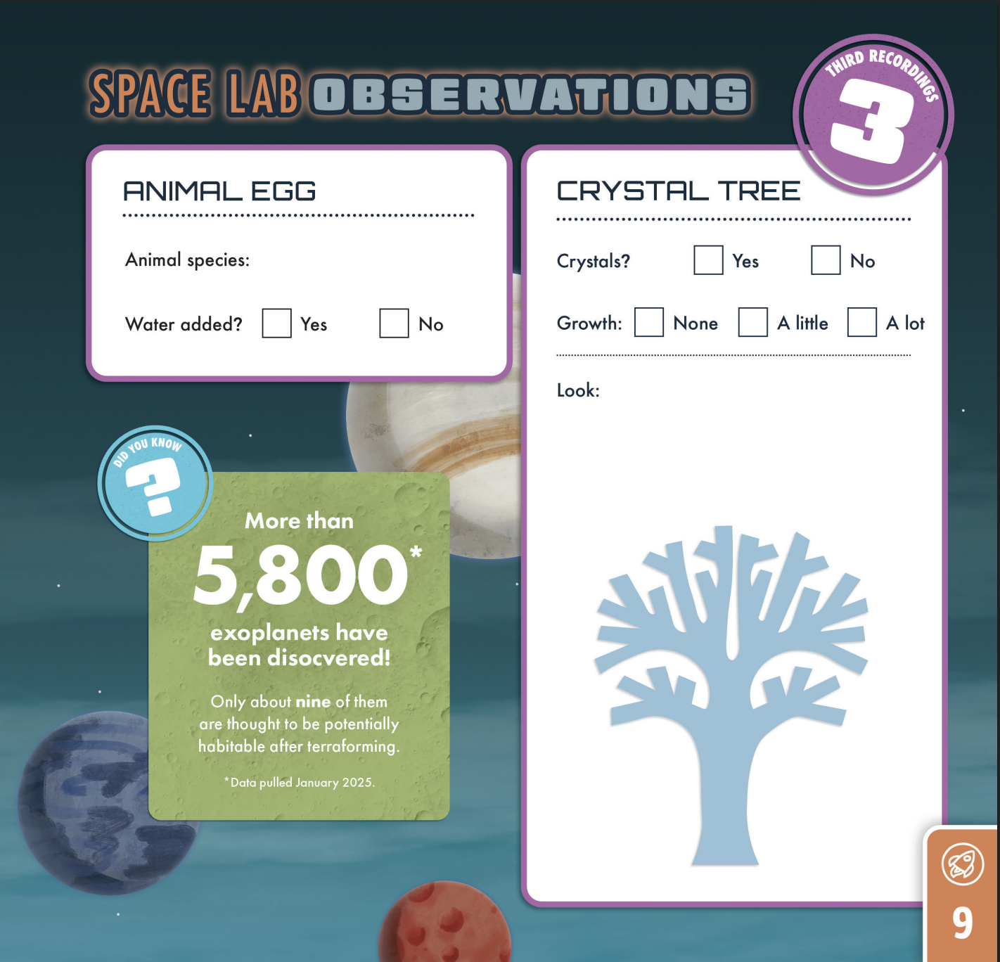 SPACE LAB OBSERVATIONS
THIRD RECORDINGS
3
ANIMAL EGG
Animal species:
Water added? Yes No
CRYSTAL TREE
Crystals? Yes No
Growth: None A little A lot
Look:
DID YOU KNOW
?
More than
5,800*
exoplanets have
been disocvered!
Only about nine of them
are thought to be potentially
habitable after terraforming.
*Data pulled January 2025.
9